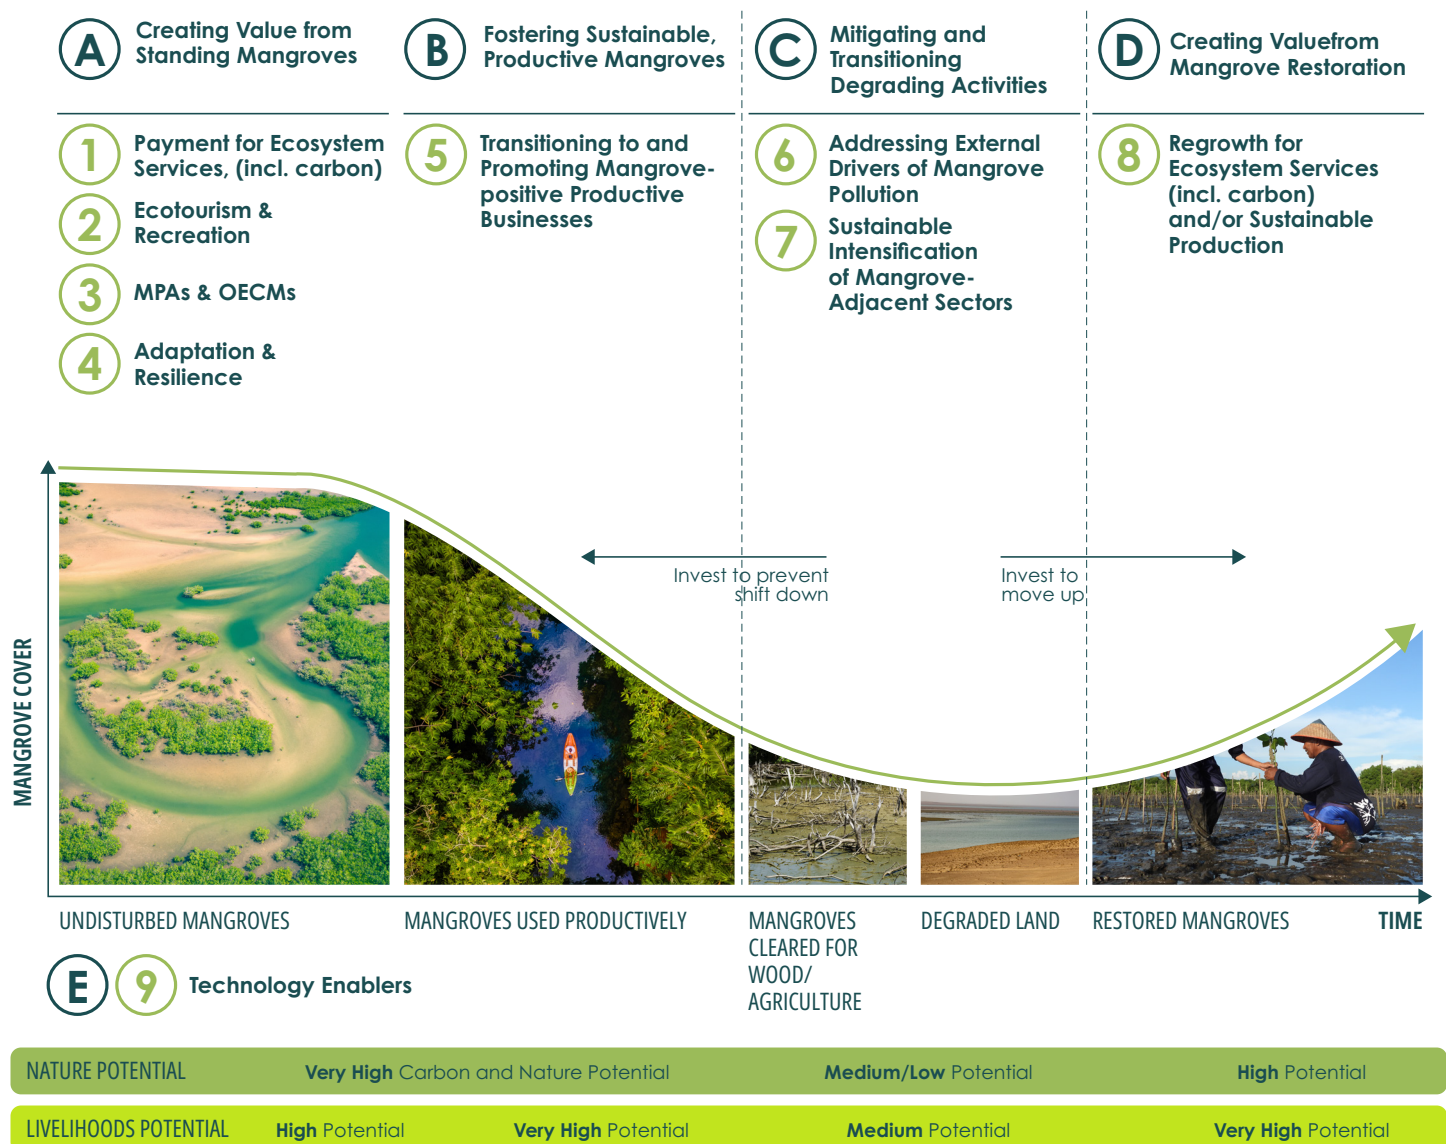 A
Creating Value from
Standing Mangroves
B
Fostering Sustainable,
Productive Mangroves
C
Mitigating and
Transitioning
Degrading Activities
D
Creating Valuefrom
Mangrove Restoration
1
Payment for Ecosystem
Services, (incl. carbon)
2
Ecotourism &
Recreation
3
MPAs & OECMs
4
Adaptation &
Resilience
5
Transitioning to and
Promoting Mangrove-
positive Productive
Businesses
6
Addressing External
Drivers of Mangrove
Pollution
7
Sustainable
Intensification
of Mangrove-
Adjacent Sectors
8
Regrowth for
Ecosystem Services
(incl. carbon)
and/or Sustainable
Production
Invest to prevent
shift down
Invest to
move up
MANGROVE COVER
UNDISTURBED MANGROVES
MANGROVES USED PRODUCTIVELY
MANGROVES
CLEARED FOR
WOOD/
AGRICULTURE
DEGRADED LAND
RESTORED MANGROVES
TIME
E
9
Technology Enablers
NATURE POTENTIAL
Very High Carbon and Nature Potential
Medium/Low Potential
High Potential
LIVELIHOODS POTENTIAL
High Potential
Very High Potential
Medium Potential
Very High Potential